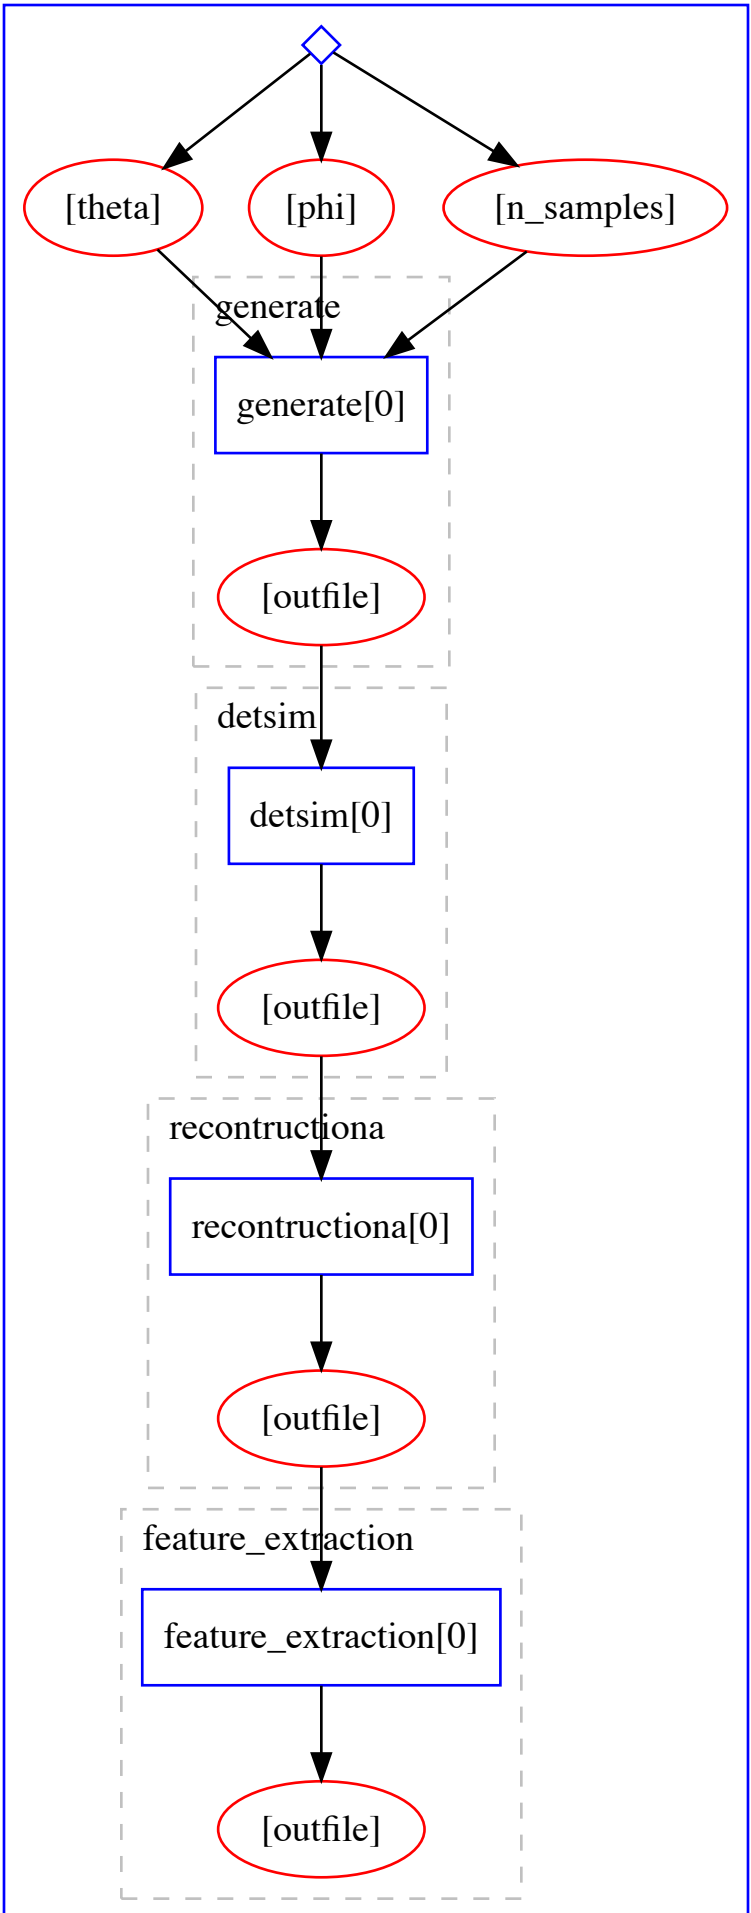 [theta]
[phi]
[n_samples]
generate
generate[0]
[outfile]
detsim
detsim[0]
[outfile]
recontructiona
recontructiona[0]
[outfile]
feature_extraction
feature_extraction[0]
[outfile]